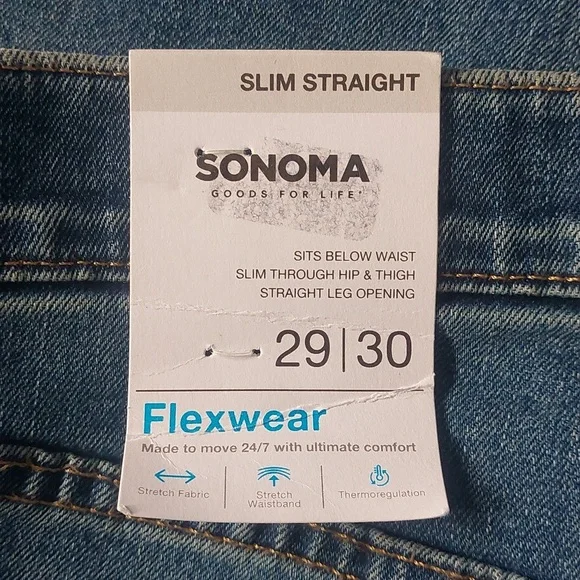 SLIM STRAIGHT
SONOMA
GOODS FOR LIFE
SITS BELOW WAIST
SLIM THROUGH HIP & THIGH
STRAIGHT LEG OPENING
29|30
Flexwear
Made to move 24/7 with ultimate comfort
Stretch Fabric
Stretch
Waistband
Thermoregulation